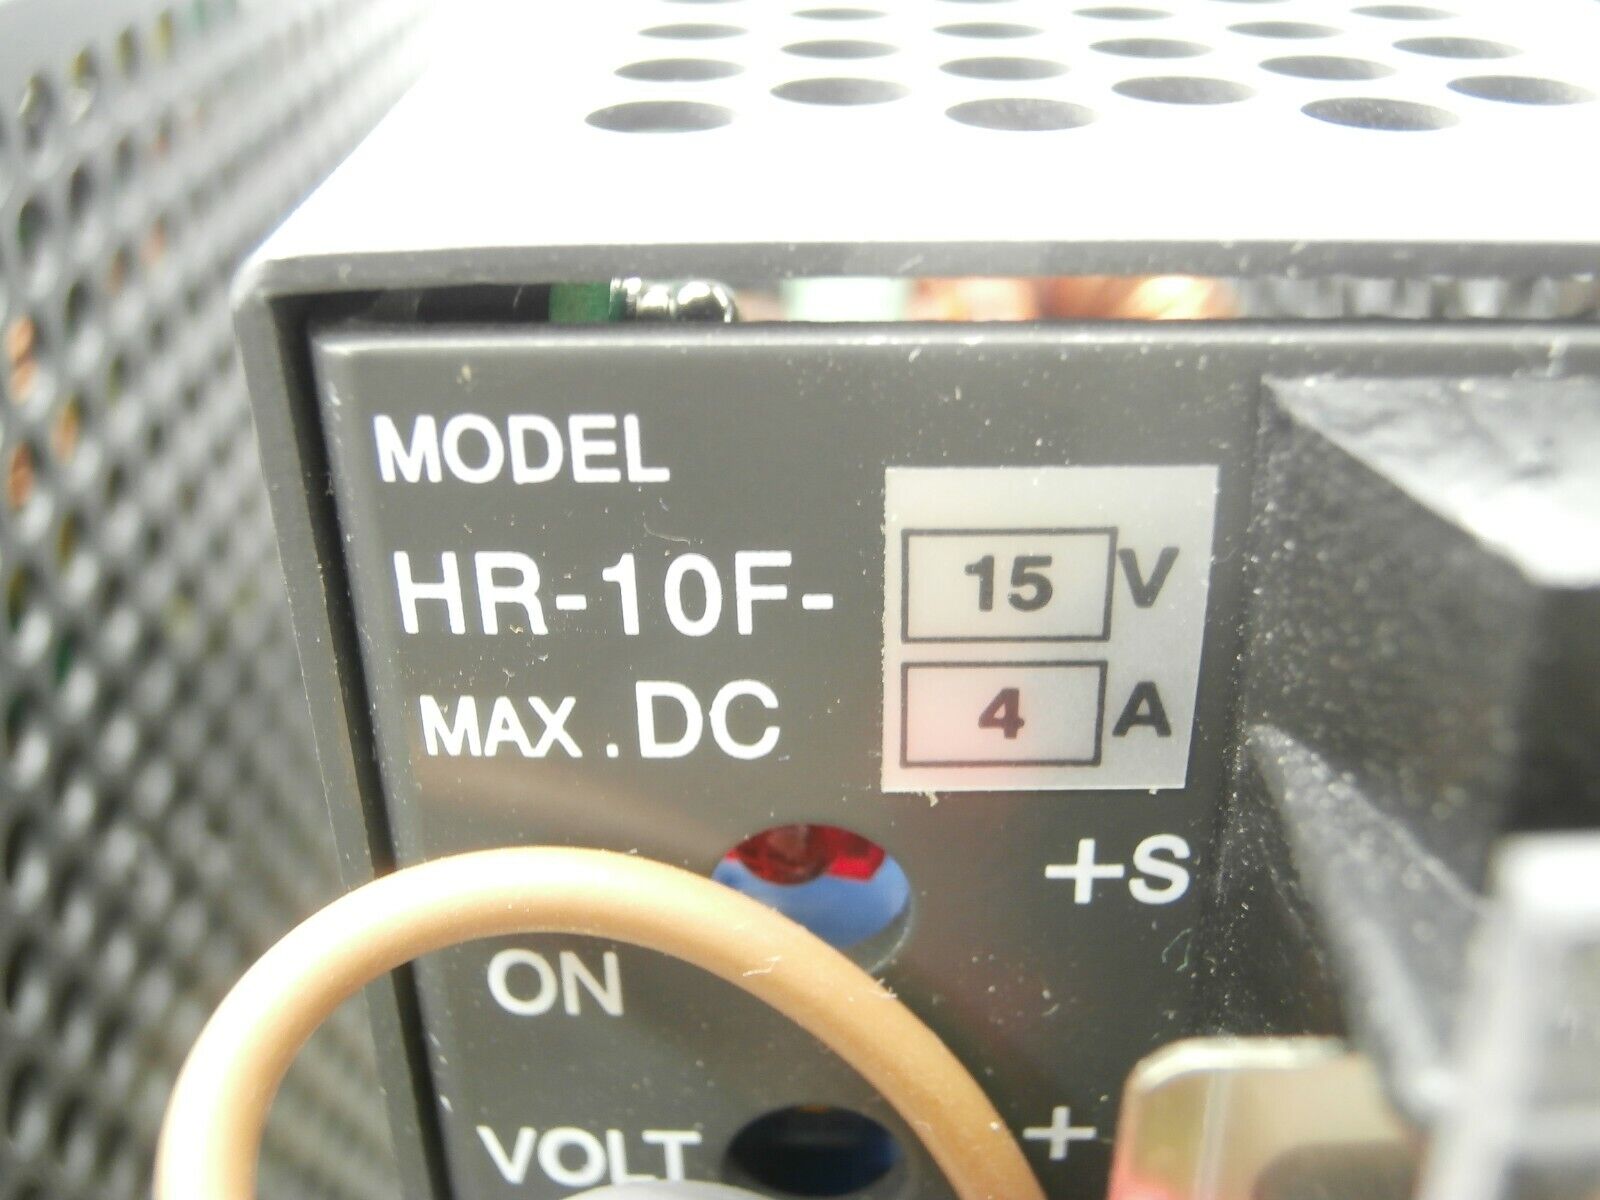 MODEL
HR-10F- 15 V
MAX. DC 4 A
+S
ON
+
VOLT